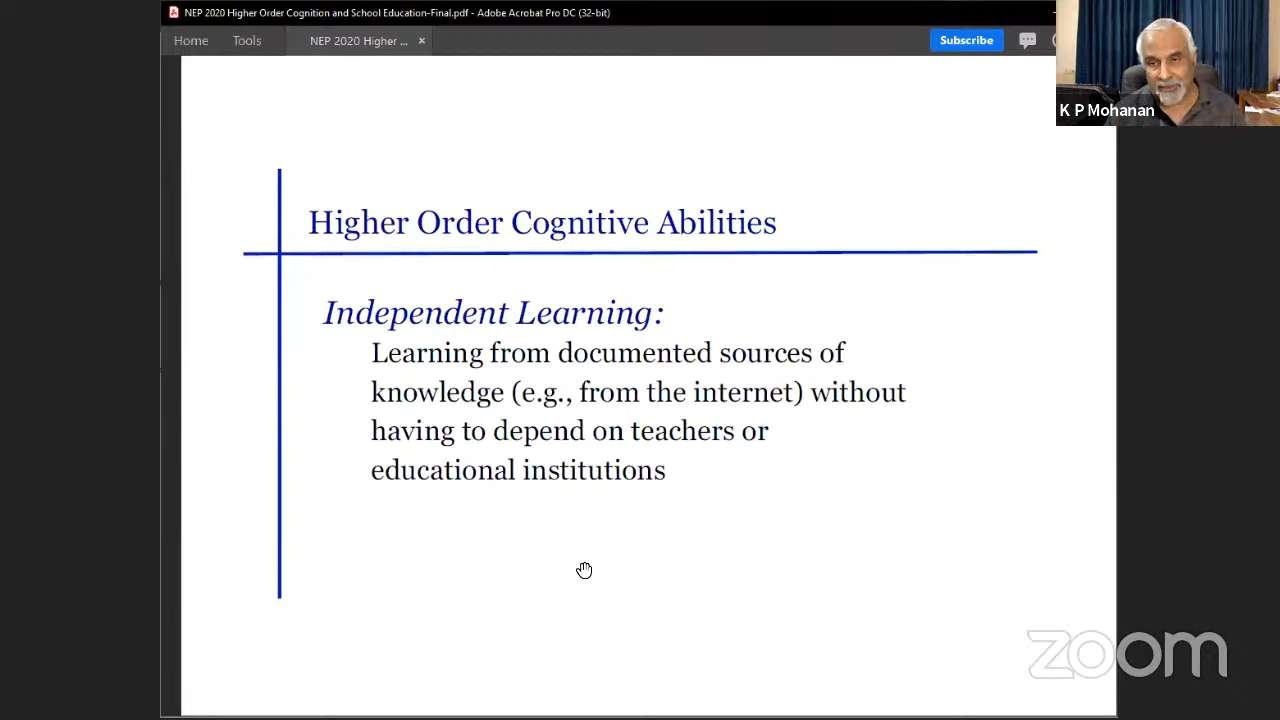 NEP 2020 Higher Order Cognition and School Education-Final.pdf - Adobe Acrobat Pro DC (32-bit)
Home Tools NEP 2020 Higher ... × Subscribe
K P Mohanan
Higher Order Cognitive Abilities
Independent Learning:
Learning from documented sources of
knowledge (e.g., from the internet) without
having to depend on teachers or
educational institutions
zoom